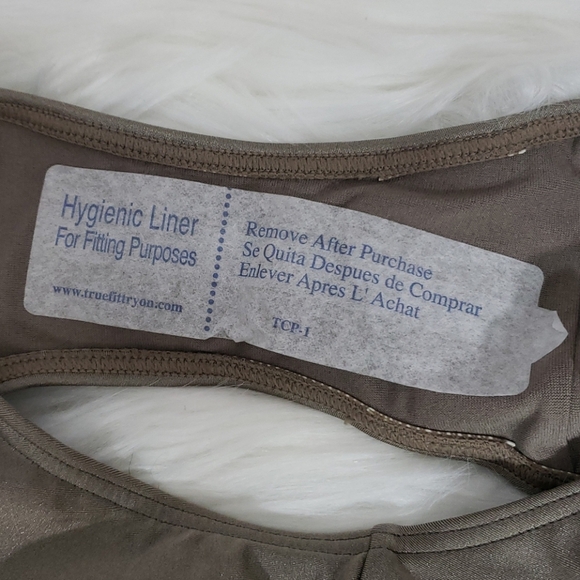 Hygienic Liner
For Fitting Purposes
www.truefittryon.com
Remove After Purchase
Se Quita Despues de Comprar
Enlever Apres L' Achat
TCP-1